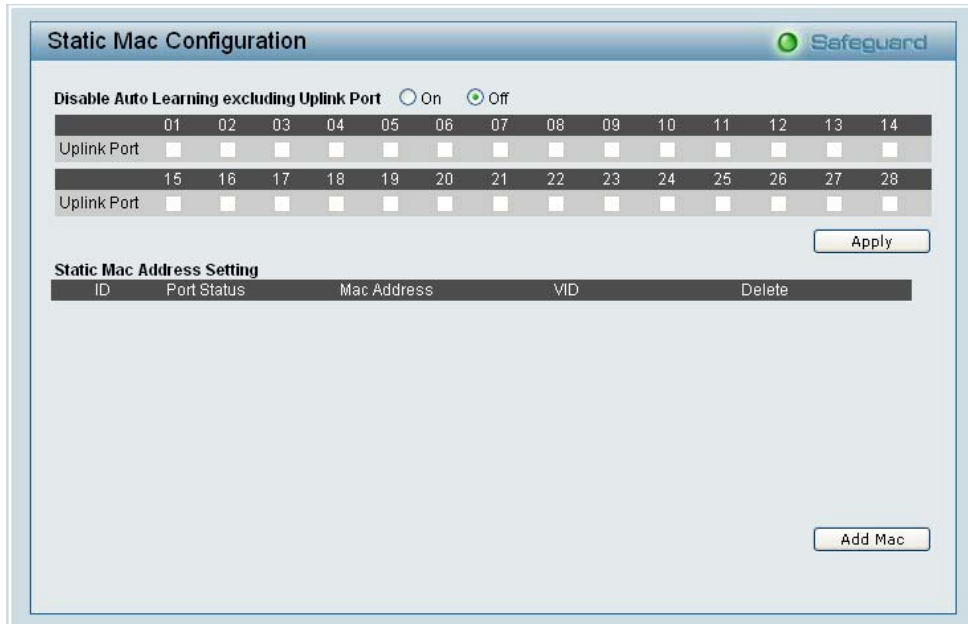 Static Mac Configuration
Safeguard
Disable Auto Learning excluding Uplink Port On Off
01 02 03 04 05 06 07 08 09 10 11 12 13 14
Uplink Port
15 16 17 18 19 20 21 22 23 24 25 26 27 28
Uplink Port
Apply
Static Mac Address Setting
ID Port Status Mac Address VID Delete
Add Mac